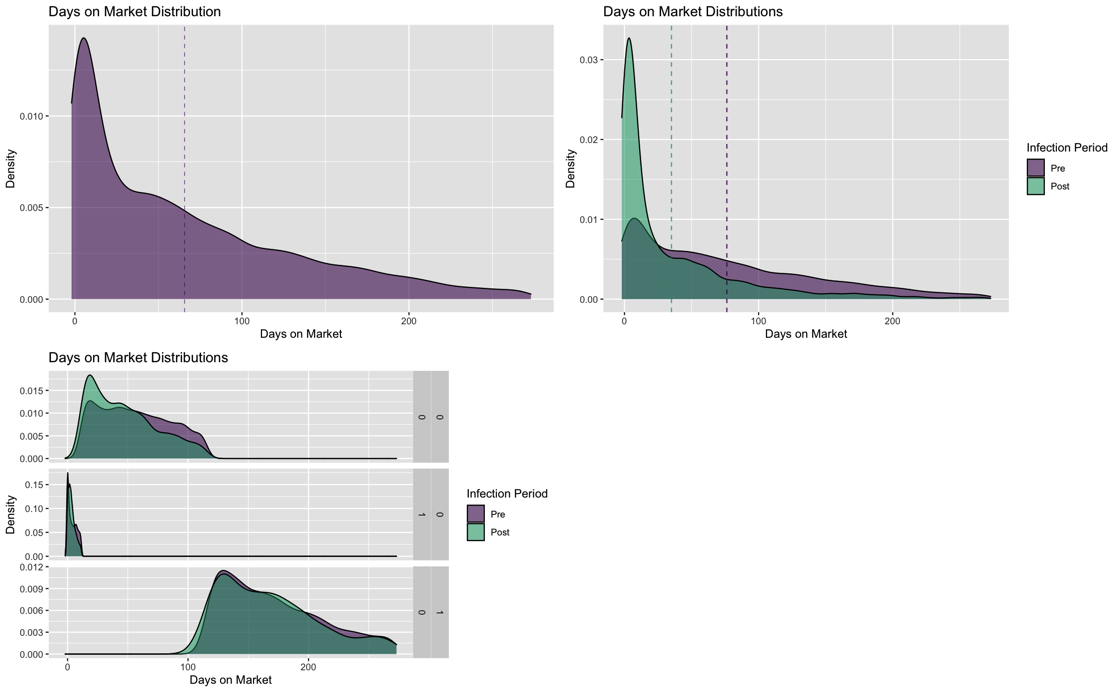 Days on Market Distribution
Density
0.010
0.005
0.000
0
100
200
Days on Market
Days on Market Distributions
Density
0.03
0.02
0.01
0.00
0
100
200
Days on Market
Infection Period
Pre
Post
Days on Market Distributions
Density
0.015
0.010
0.005
0.000
0
0
0.15
0.10
0.05
0.00
1
0
0.012
0.009
0.006
0.003
0.000
0
1
0
100
200
Days on Market
Infection Period
Pre
Post